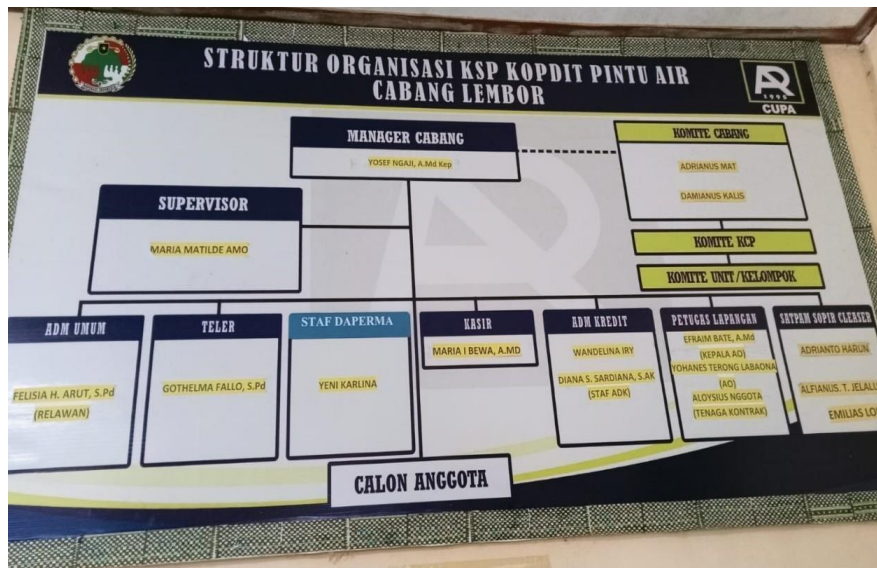 STRUKTUR ORGANISASI KSP KOPDIT PINTU AIR
CABANG LEMBOR
1995
CUPA
MANAGER CABANG
YOSEF NGAJI, A.Md Kep
KOMITE CABANG
ADRIANUS MAT
DAMIANUS KALIS
SUPERVISOR
MARIA MATILDE AMO
KOMITE KCP
KOMITE UNIT/KELOMPOK
ADM UMUM
FELISIA H. ARUT, S.Pd
(RELAWAN)
TELER
GOTHELMA FALLO, S.Pd
STAF DAPERMA
YENI KARLINA
KASIR
MARIA I BEWA, A.MD
ADM KREDIT
WANDELINA IRY
DIANA S. SARDIANA, S.AK
(STAF ADK)
PETUGAS LAPANGAN
EFRAIM BATE, A.Md
(KEPALA AO)
YOHANES TERONG LABAONA
(AO)
ALOYSIUS NGGOTA
(TENAGA KONTRAK)
SATPAM SOPIR CLEASER
ADRIANTO HARUN
ALFIANUS. T. JELALU
EMILIAS
CALON ANGGOTA